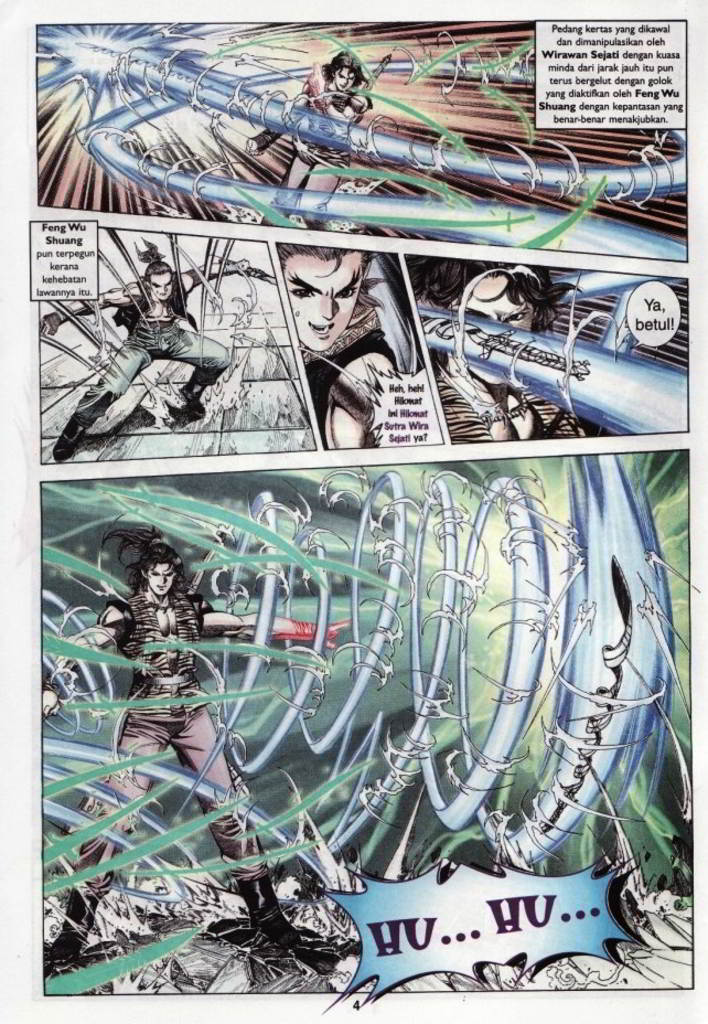 Pedang kertas yang dikawal
dan dimanipulasikan oleh
Wirawan Sejati dengan kuasa
minda dari jarak jauh itu pun
terus bergelut dengan golok
yang diaktifkan oleh Feng Wu
Shuang dengan kepantasan yang
benar-benar menakjubkan.
Feng Wu
Shuang
pun terpegun
kerana
kehebatan
lawannya itu.
Heh, heh!
Hikmat
ini Hikmat
Sutra Wira
Sejati ya?
Ya,
betul!
HU... HU...
4